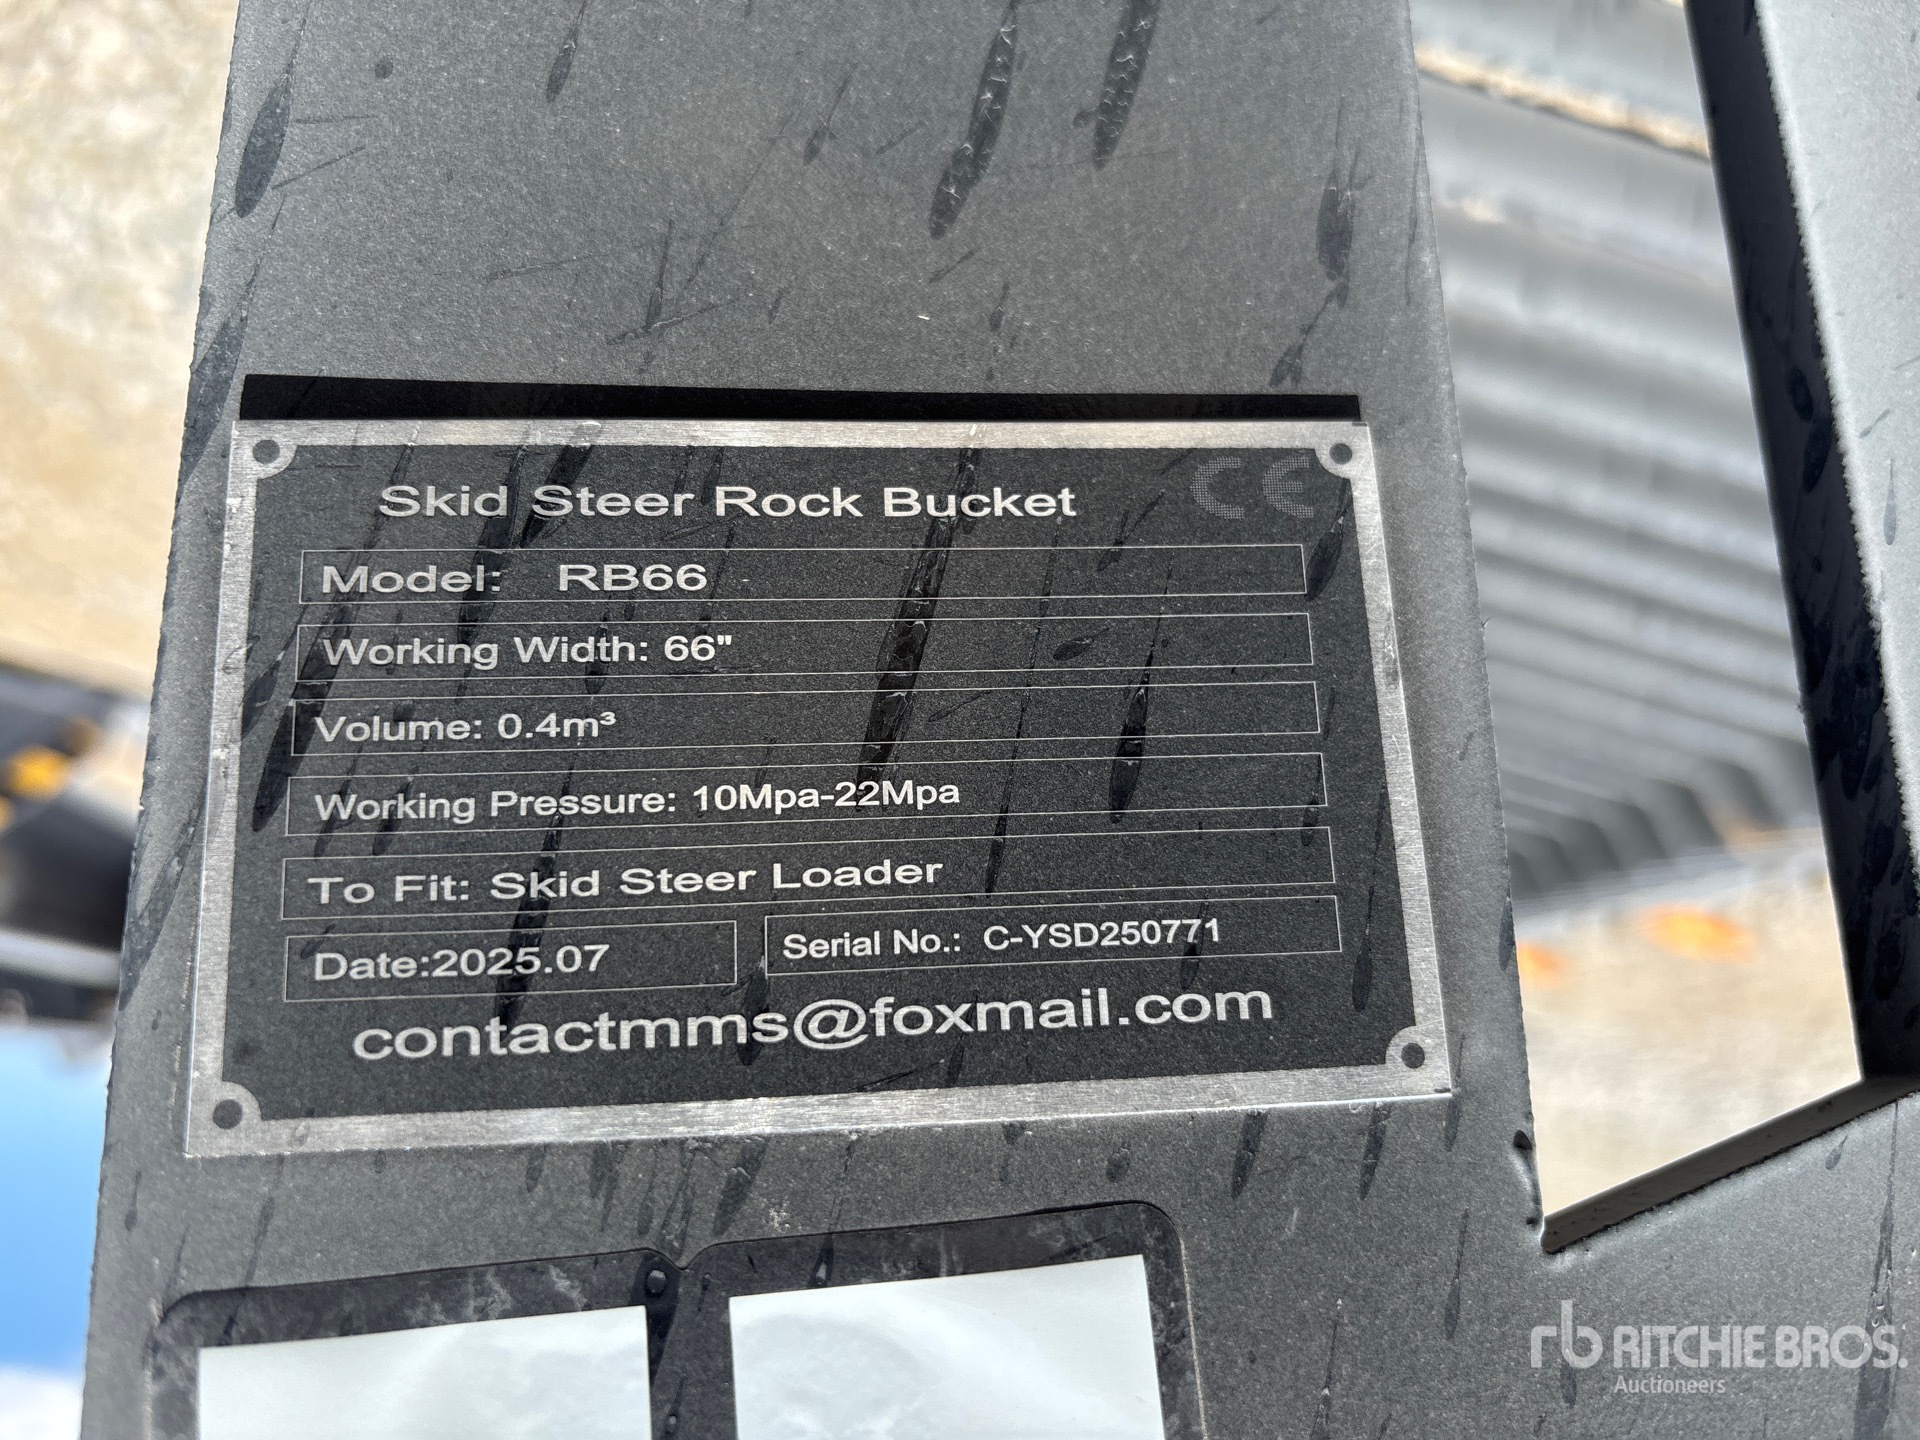 Skid Steer Rock Bucket CE
Model: RB66
Working Width: 66"
Volume: 0.4m³
Working Pressure: 10Mpa-22Mpa
To Fit: Skid Steer Loader
Date:2025.07 Serial No.: C-YSD250771
contactmms@foxmail.com
rb RITCHIE BROS.
Auctioneers